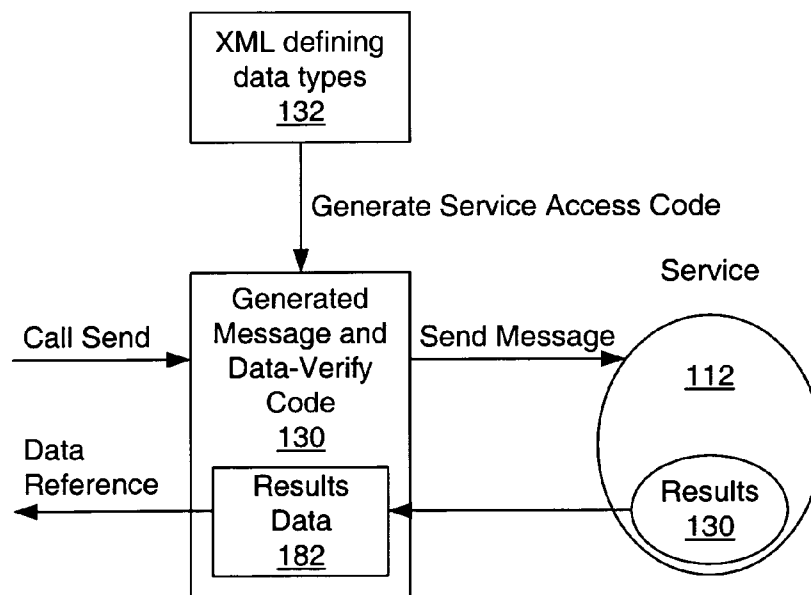 XML defining
data types
132
Generate Service Access Code
Service
Generated
Message and
Data-Verify
Code
130
Call Send
Send Message
112
Data
Reference
Results
Data
182
Results
130